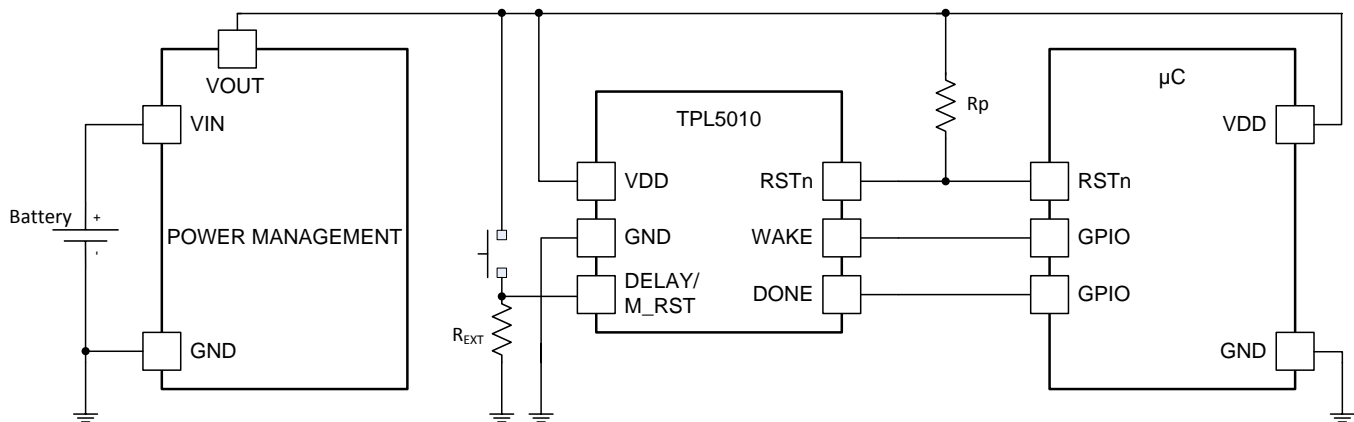 VOUT
VIN
Battery
+
-
POWER MANAGEMENT
GND
TPL5010
VDD
GND
DELAY/
M_RST
REXT
RSTn
WAKE
DONE
Rp
µC
VDD
RSTn
GPIO
GPIO
GND